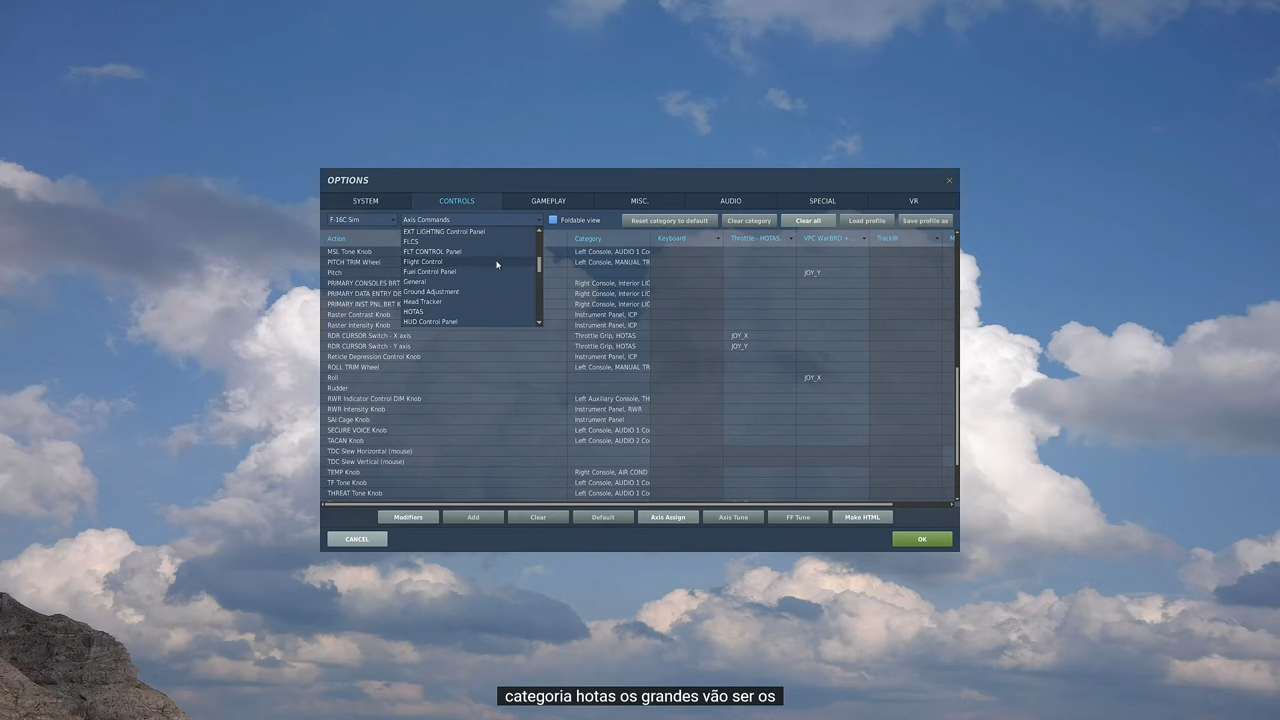 OPTIONS
SYSTEM CONTROLS GAMEPLAY MISC. AUDIO SPECIAL VR
F-16C Sim Axis Commands Foldable view Reset category to default Clear category Clear all Load profile Save profile as
Action Category Keyboard Throttle - HOTAS... VPC WarBRD + ... TrackIR M
EXT LIGHTING Control Panel
FLCS
FLT CONTROL Panel
Flight Control
Fuel Control Panel
General
Ground Adjustment
Head Tracker
HOTAS
HUD Control Panel
MSL Tone Knob Left Console, AUDIO 1 Co
PITCH TRIM Wheel Left Console, MANUAL TR
Pitch JOY_Y
PRIMARY CONSOLES BRT Right Console, Interior LIG
PRIMARY DATA ENTRY DIS Right Console, Interior LIG
PRIMARY INST PNL BRT K Right Console, Interior LIG
Raster Contrast Knob Instrument Panel, ICP
Raster Intensity Knob Instrument Panel, ICP
RDR CURSOR Switch - X axis Throttle Grip, HOTAS JOY_X
RDR CURSOR Switch - Y axis Throttle Grip, HOTAS JOY_Y
Reticle Depression Control Knob Instrument Panel, ICP
ROLL TRIM Wheel Left Console, MANUAL TR
Roll JOY_X
Rudder
RWR Indicator Control DIM Knob Left Auxiliary Console, TH
RWR Intensity Knob Instrument Panel, RWR
SAI Cage Knob Instrument Panel
SECURE VOICE Knob Left Console, AUDIO 1 Co
TACAN Knob Left Console, AUDIO 2 Co
TDC Slew Horizontal (mouse)
TDC Slew Vertical (mouse)
TEMP Knob Right Console, AIR COND
TF Tone Knob Left Console, AUDIO 1 Co
THREAT Tone Knob Left Console, AUDIO 1 Co
Modifiers Add Clear Default Axis Assign Axis Tune FF Tune Make HTML
CANCEL OK
categoria hotas os grandes vão ser os